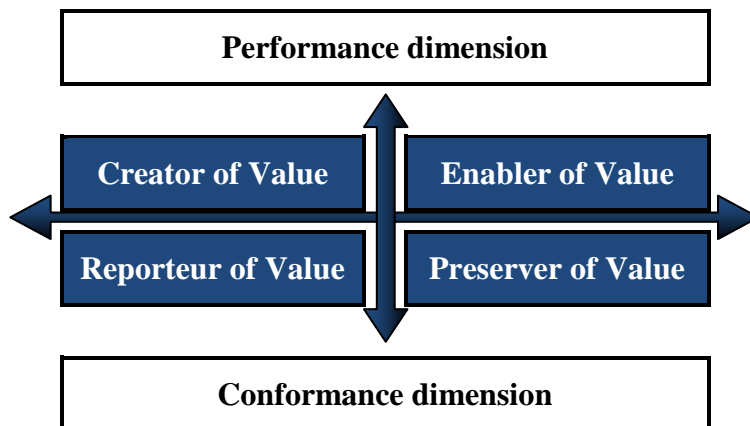 Performance dimension
Creator of Value
Enabler of Value
Reporteur of Value
Preserver of Value
Conformance dimension